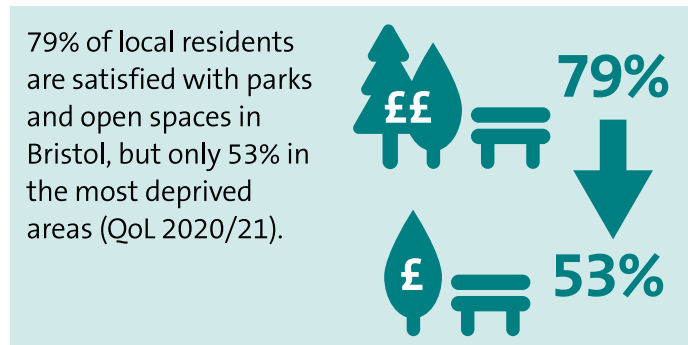 79% of local residents
are satisfied with parks
and open spaces in
Bristol, but only 53% in
the most deprived
areas (QoL 2020/21).
££
79%
£
53%